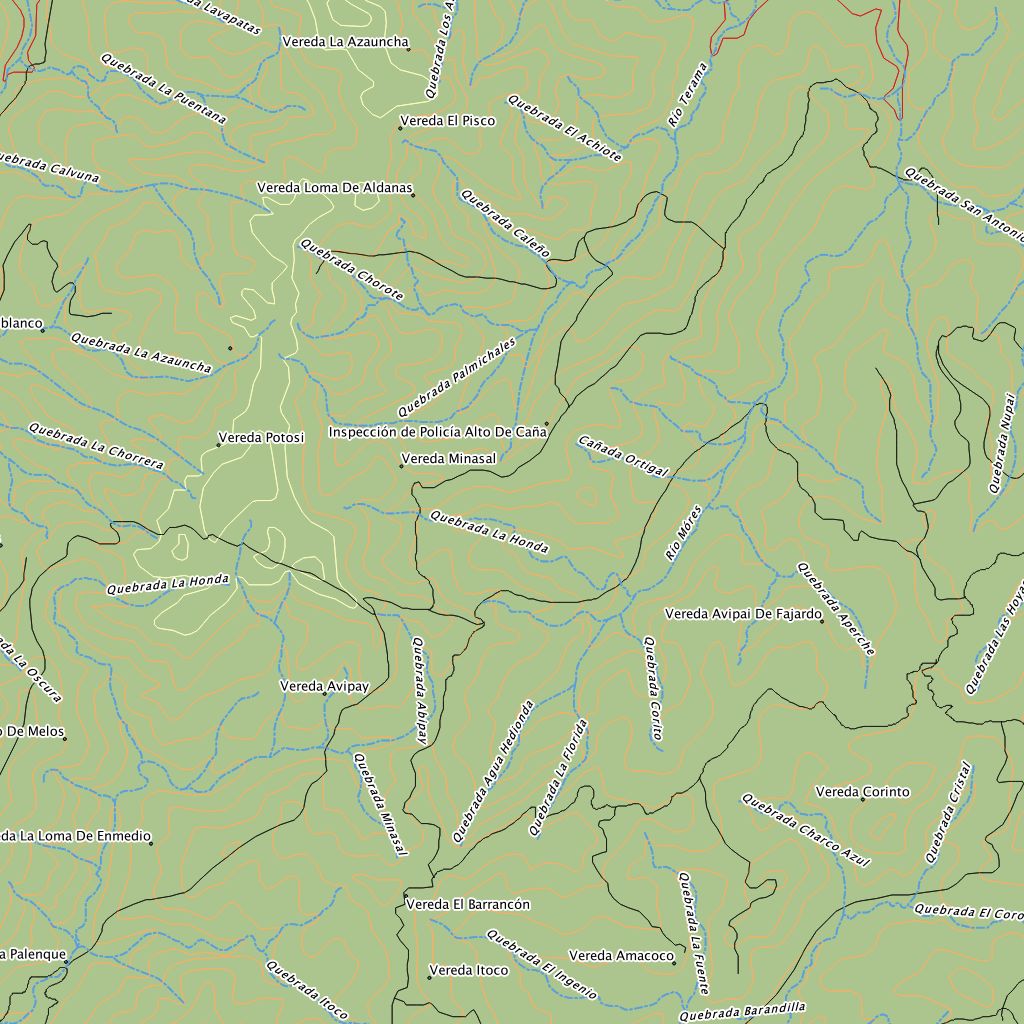 Lavapatas
Vereda La Azauncha
Quebrada Los A
Quebrada La Puentana
Río Terama
Quebrada El Achiote
Vereda El Pisco
uebrada Calvuna
Vereda Loma De Aldanas
Quebrada San Antonio
Quebrada Caleño
Quebrada Chorote
blanco
Quebrada La Azauncha
Quebrada Palmichales
Quebrada Nupai
Quebrada La Chorrera
Vereda Potosi
Inspección de Policía Alto De Caña
Vereda Minasal
Cañada Ortigal
Quebrada La Honda
Río Móres
Quebrada La Honda
Quebrada Aperche
Vereda Avipai De Fajardo
Quebrada Las Hoya
da La Oscura
Quebrada Abipay
Quebrada Corito
Vereda Avipay
o De Melos
Quebrada Agua Hedionda
Quebrada La Florida
Quebrada Minasal
Vereda Corinto
Quebrada Cristal
Quebrada Charco Azul
da La Loma De Enmedio
Vereda El Barrancón
Quebrada La Fuente
Quebrada El Coro
a Palenque
Quebrada Itoco
Vereda Itoco
Quebrada El Ingenio
Vereda Amacoco
Quebrada Barandilla